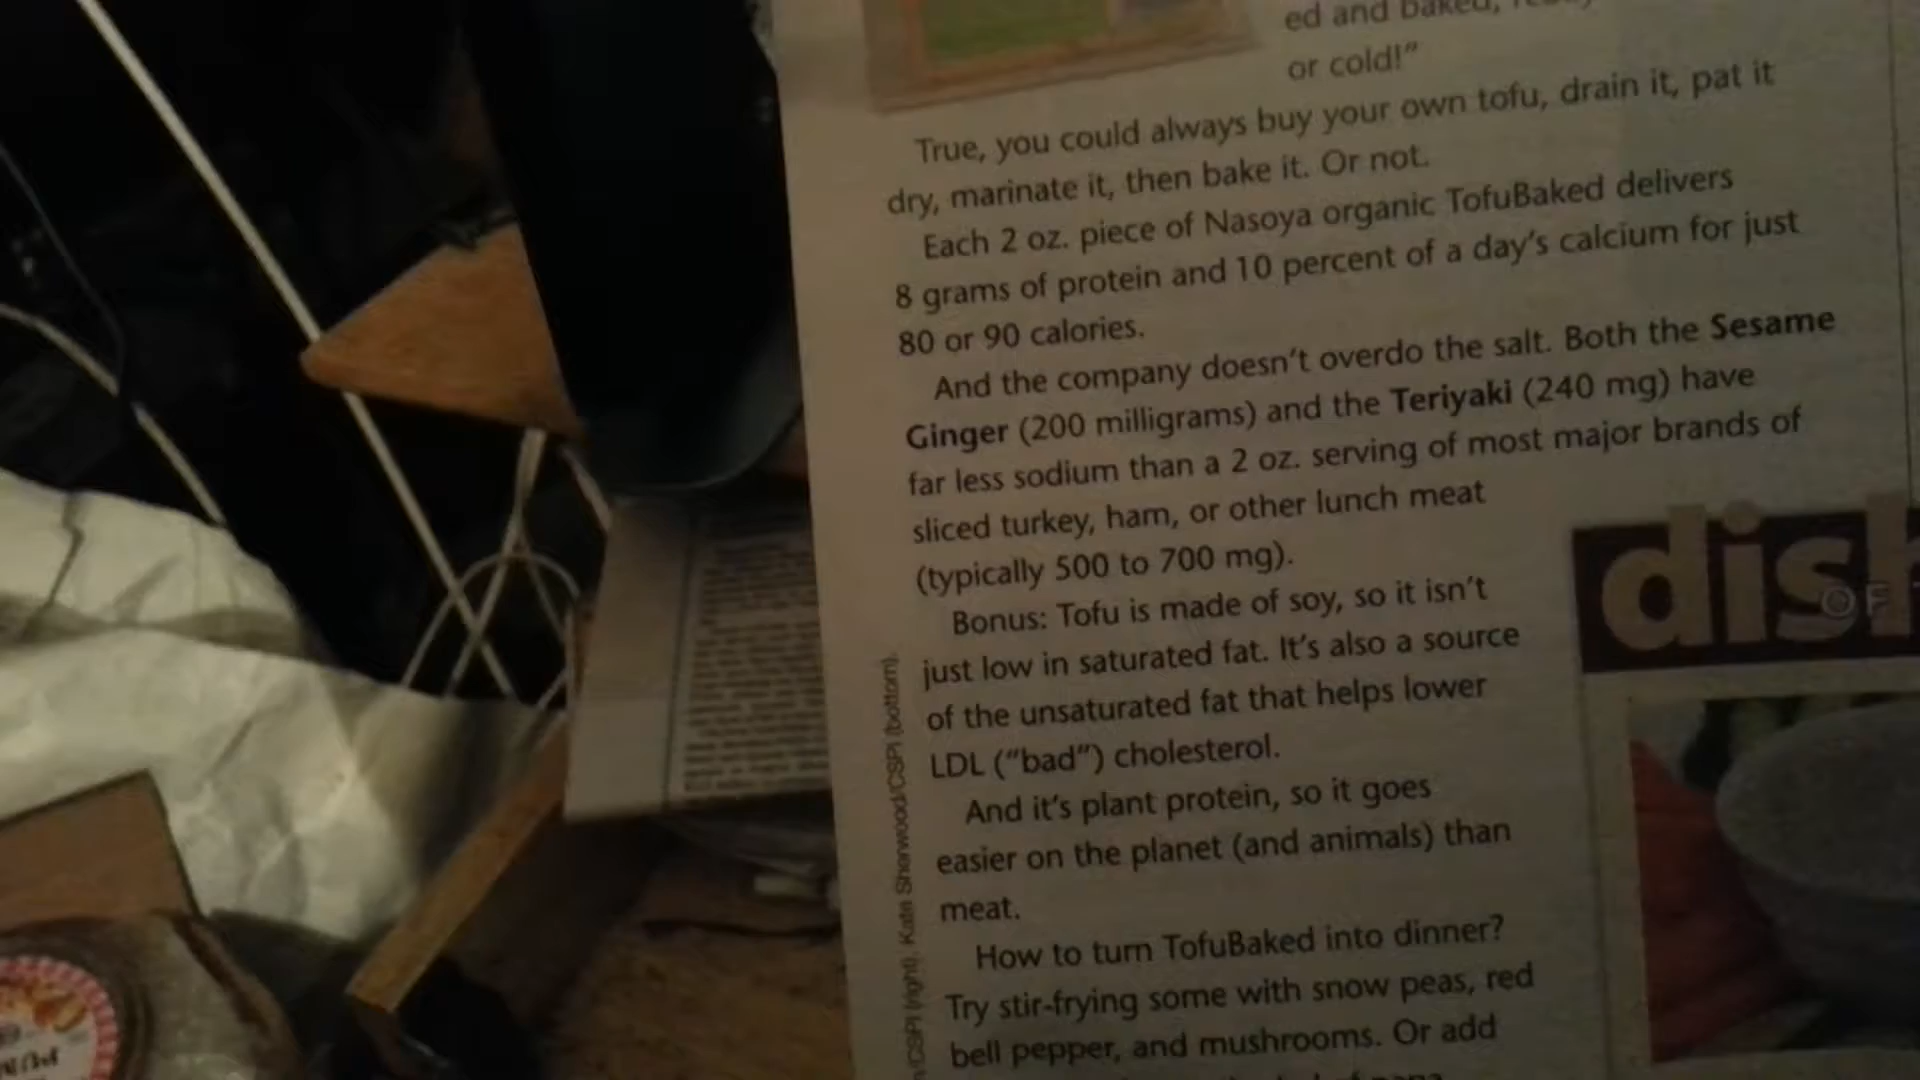 ed and baked,
or cold!”
True, you could always buy your own tofu, drain it, pat it
dry, marinate it, then bake it. Or not.
Each 2 oz. piece of Nasoya organic TofuBaked delivers
8 grams of protein and 10 percent of a day’s calcium for just
80 or 90 calories.
And the company doesn’t overdo the salt. Both the Sesame
Ginger (200 milligrams) and the Teriyaki (240 mg) have
far less sodium than a 2 oz. serving of most major brands of
sliced turkey, ham, or other lunch meat
(typically 500 to 700 mg).
Bonus: Tofu is made of soy, so it isn’t
just low in saturated fat. It’s also a source
of the unsaturated fat that helps lower
LDL (“bad”) cholesterol.
And it’s plant protein, so it goes
easier on the planet (and animals) than
meat.
How to turn TofuBaked into dinner?
Try stir-frying some with snow peas, red
bell pepper, and mushrooms. Or add
/CSPI (right), Kate Sherwood/CSPI (bottom).
dish
OF